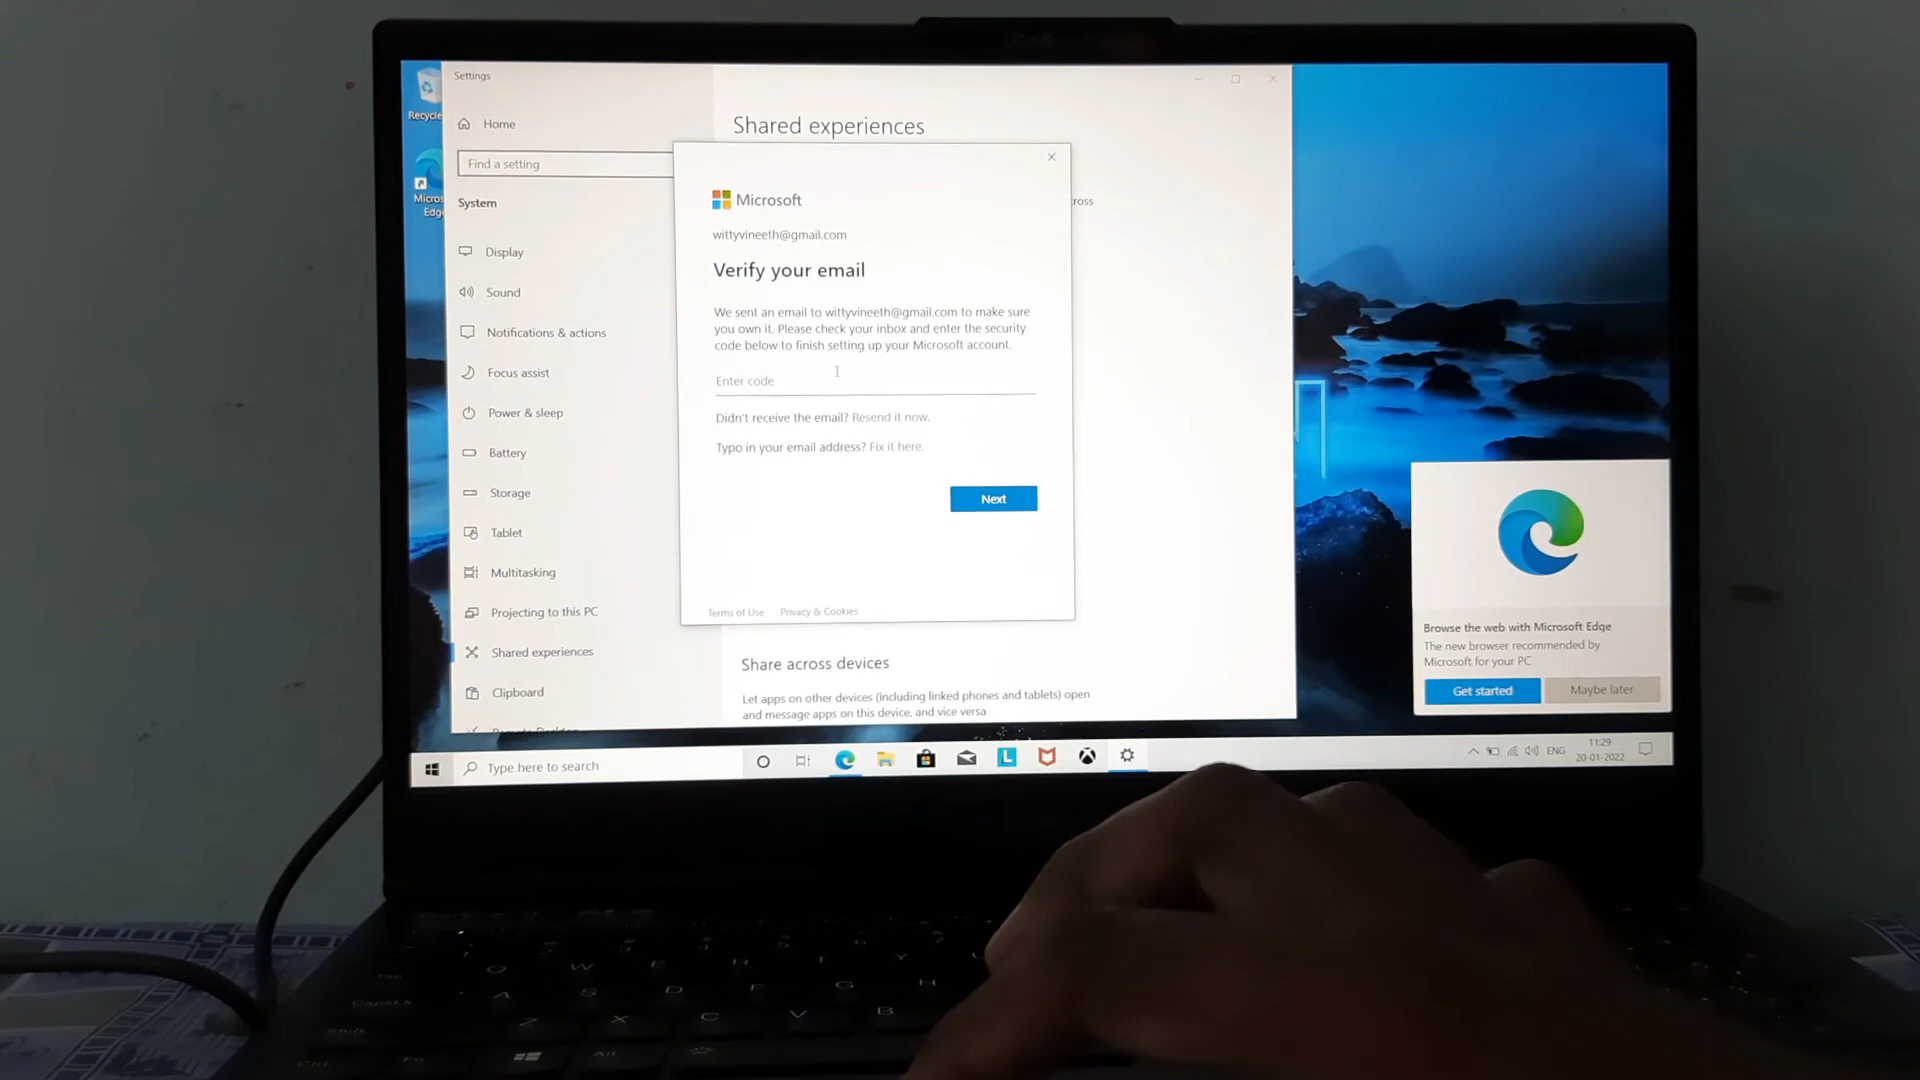 Settings
Recycle
Home
Find a setting
System
Micros
Edg
Display
Sound
Notifications & actions
Focus assist
Power & sleep
Battery
Storage
Tablet
Multitasking
Projecting to this PC
Shared experiences
Clipboard
Shared experiences
ross
Microsoft
wittyvineeth@gmail.com
Verify your email
We sent an email to wittyvineeth@gmail.com to make sure
you own it. Please check your inbox and enter the security
code below to finish setting up your Microsoft account.
Enter code
Didn't receive the email? Resend it now.
Typo in your email address? Fix it here.
Next
Terms of Use Privacy & Cookies
Share across devices
Let apps on other devices (including linked phones and tablets) open
and message apps on this device, and vice versa
Browse the web with Microsoft Edge
The new browser recommended by
Microsoft for your PC
Get started Maybe later
Type here to search
L
ENG
11:29
20-01-2022
Q W E R T Y
CapsLk A S D F G H
Shift Z X C V B
Ctrl Fn Alt